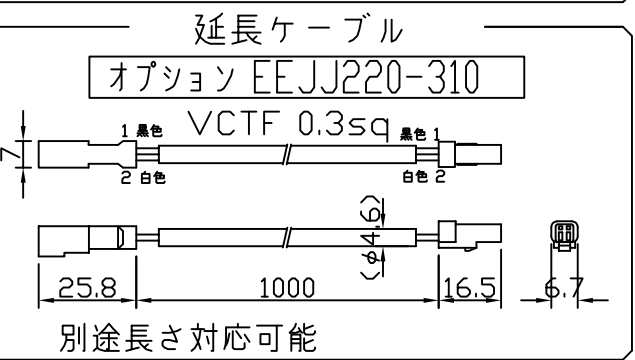 延長ケーブル
オプション EEJJ220-310
VCTF 0.3sq
1 黒色
黒色 1
7
2 白色
白色 2
(φ4.6)
25.8
1000
16.5
6.7
別途長さ対応可能